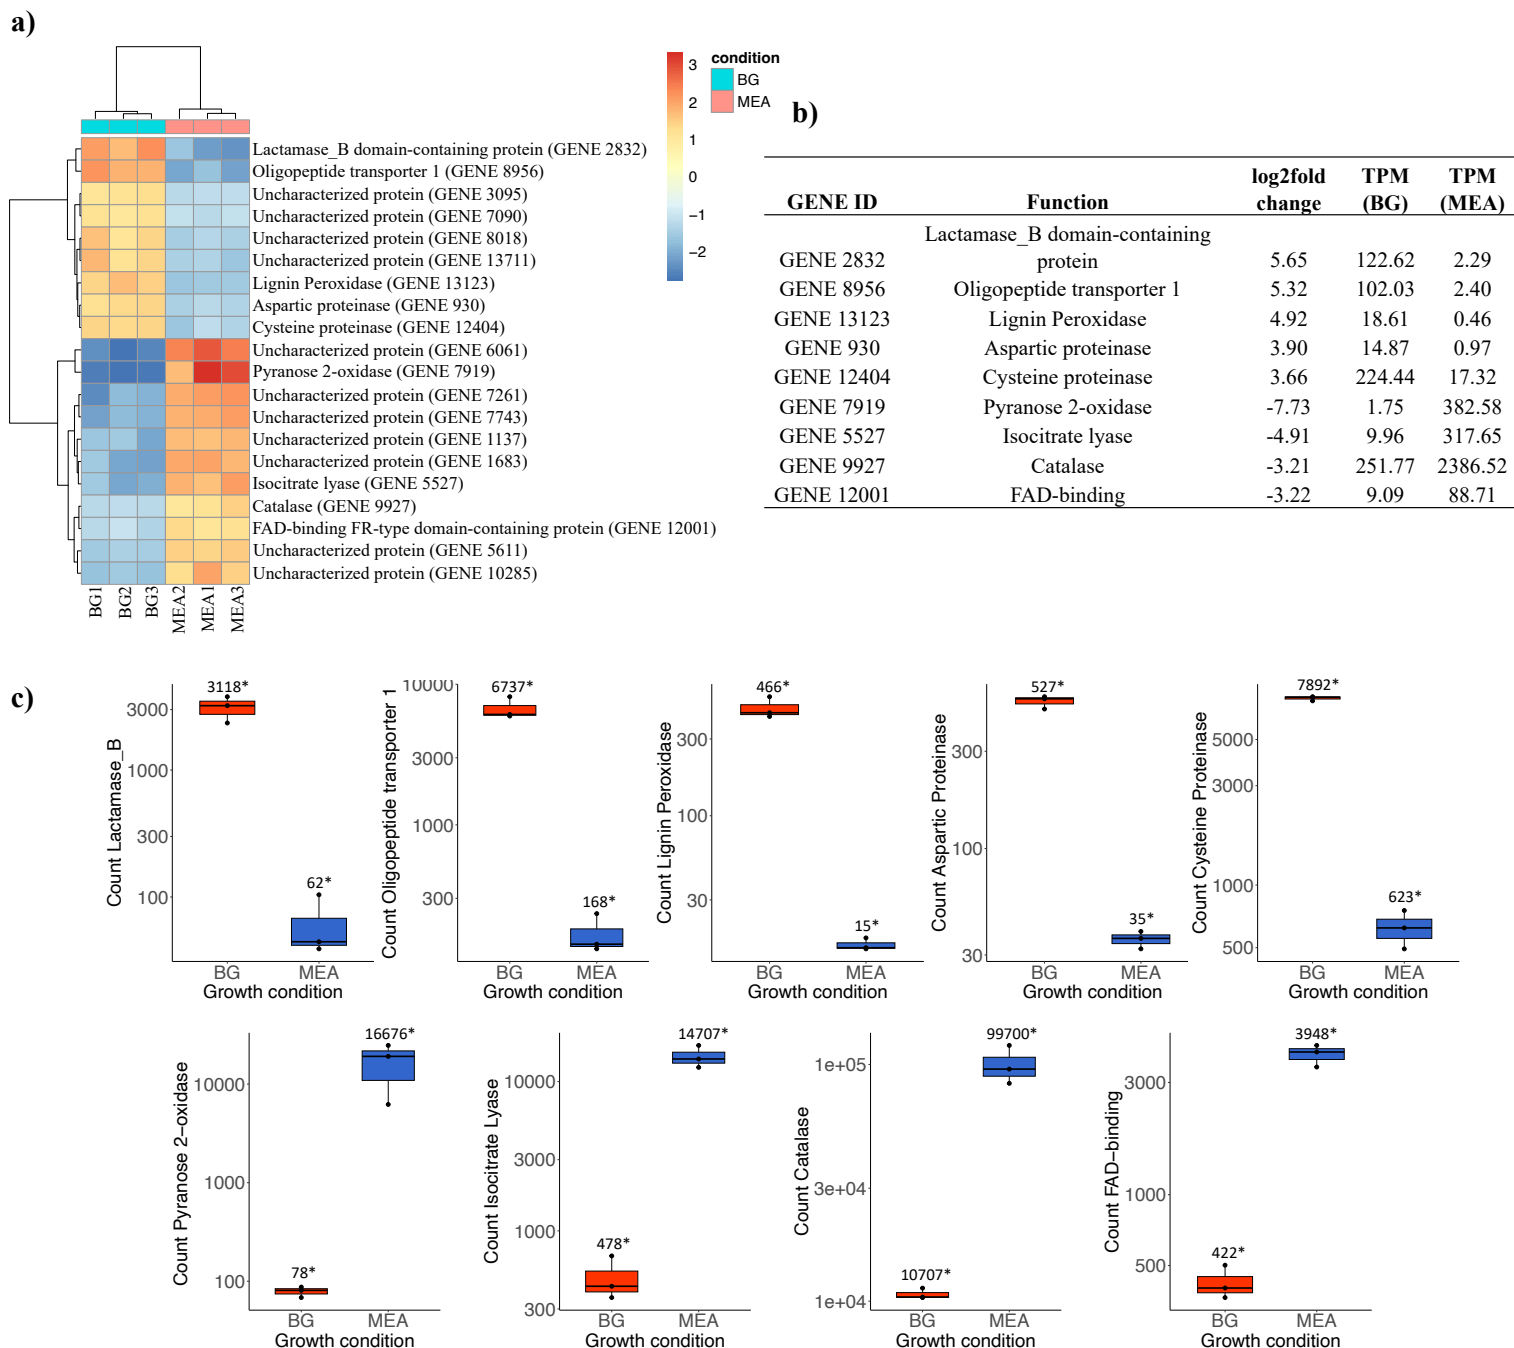 a)
3
2
1
0
−1
−2
condition
BG
MEA
Lactamase_B domain-containing protein (GENE 2832)
Oligopeptide transporter 1 (GENE 8956)
Uncharacterized protein (GENE 3095)
Uncharacterized protein (GENE 7090)
Uncharacterized protein (GENE 8018)
Uncharacterized protein (GENE 13711)
Lignin Peroxidase (GENE 13123)
Aspartic proteinase (GENE 930)
Cysteine proteinase (GENE 12404)
Uncharacterized protein (GENE 6061)
Pyranose 2-oxidase (GENE 7919)
Uncharacterized protein (GENE 7261)
Uncharacterized protein (GENE 7743)
Uncharacterized protein (GENE 1137)
Uncharacterized protein (GENE 1683)
Isocitrate lyase (GENE 5527)
Catalase (GENE 9927)
FAD-binding FR-type domain-containing protein (GENE 12001)
Uncharacterized protein (GENE 5611)
Uncharacterized protein (GENE 10285)
BG1 BG2 BG3 MEA2 MEA1 MEA3
b)
GENE ID Function log2fold change TPM (BG) TPM (MEA)
GENE 2832 Lactamase_B domain-containing protein 5.65 122.62 2.29
GENE 8956 Oligopeptide transporter 1 5.32 102.03 2.40
GENE 13123 Lignin Peroxidase 4.92 18.61 0.46
GENE 930 Aspartic proteinase 3.90 14.87 0.97
GENE 12404 Cysteine proteinase 3.66 224.44 17.32
GENE 7919 Pyranose 2-oxidase -7.73 1.75 382.58
GENE 5527 Isocitrate lyase -4.91 9.96 317.65
GENE 9927 Catalase -3.21 251.77 2386.52
GENE 12001 FAD-binding -3.22 9.09 88.71
c)
Count Lactamase_B
3000
1000
300
100
3118*
62*
BG MEA
Growth condition
Count Oligopeptide transporter 1
10000
3000
1000
300
6737*
168*
BG MEA
Growth condition
Count Lignin Peroxidase
300
100
30
466*
15*
BG MEA
Growth condition
Count Aspartic Proteinase
300
100
30
527*
35*
BG MEA
Growth condition
Count Cysteine Proteinase
5000
3000
1000
500
7892*
623*
BG MEA
Growth condition
Count Pyranose 2−oxidase
10000
1000
100
78*
16676*
BG MEA
Growth condition
Count Isocitrate Lyase
10000
3000
1000
300
478*
14707*
BG MEA
Growth condition
Count Catalase
1e+05
3e+04
1e+04
10707*
99700*
BG MEA
Growth condition
Count FAD−binding
3000
1000
500
422*
3948*
BG MEA
Growth condition